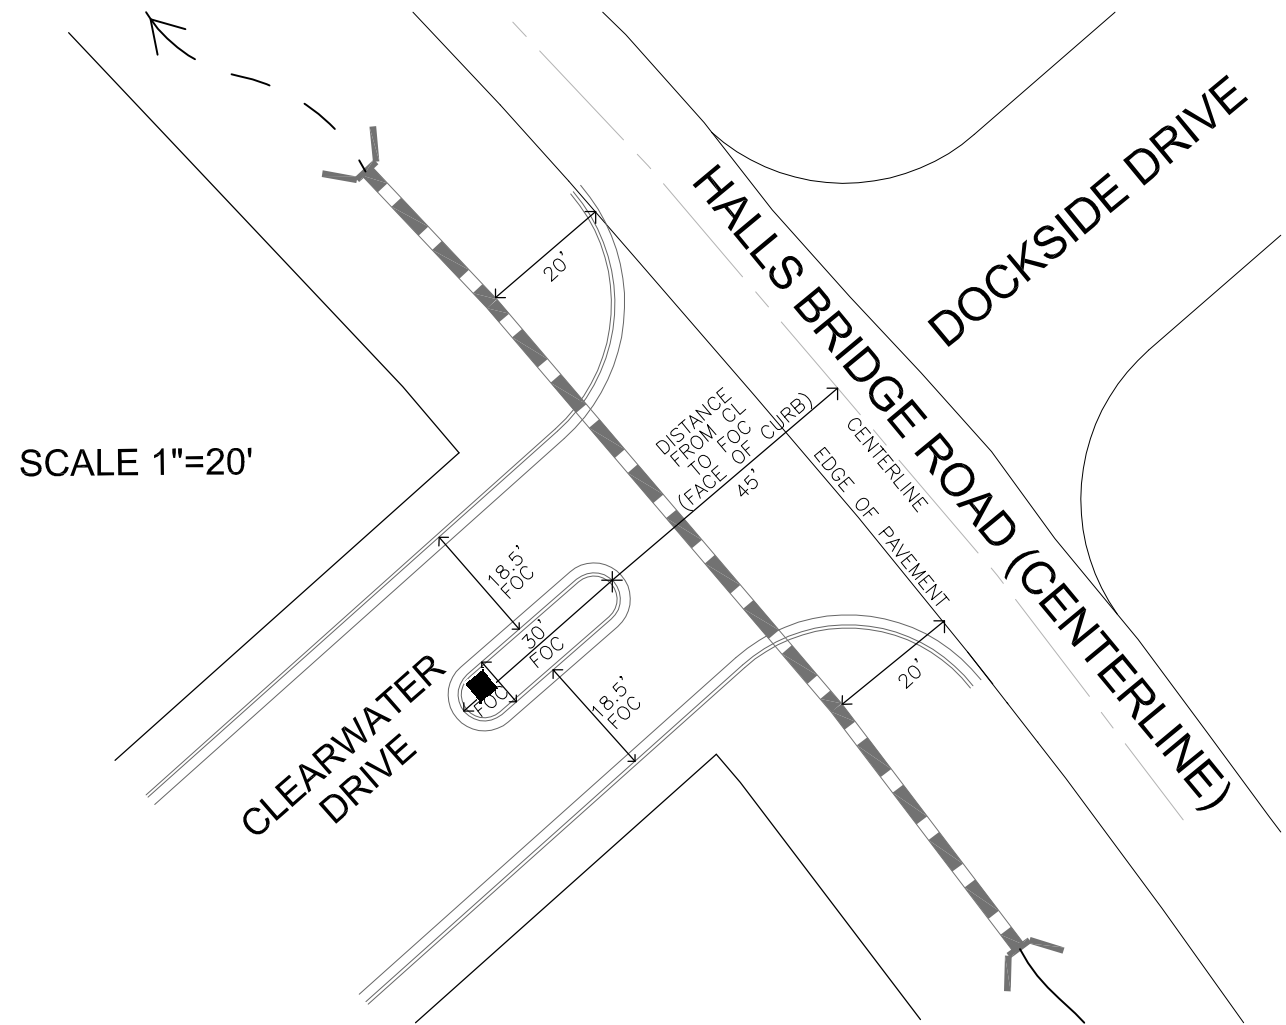 DOCKSIDE DRIVE
HALLS BRIDGE ROAD (CENTERLINE)
20'
DISTANCE
FROM CL
TO FOC
(FACE OF CURB)
45'
CENTERLINE
EDGE OF PAVEMENT
SCALE 1"=20'
18.5'
FOC
30'
FOC
FOC
18.5'
FOC
20'
CLEARWATER
DRIVE